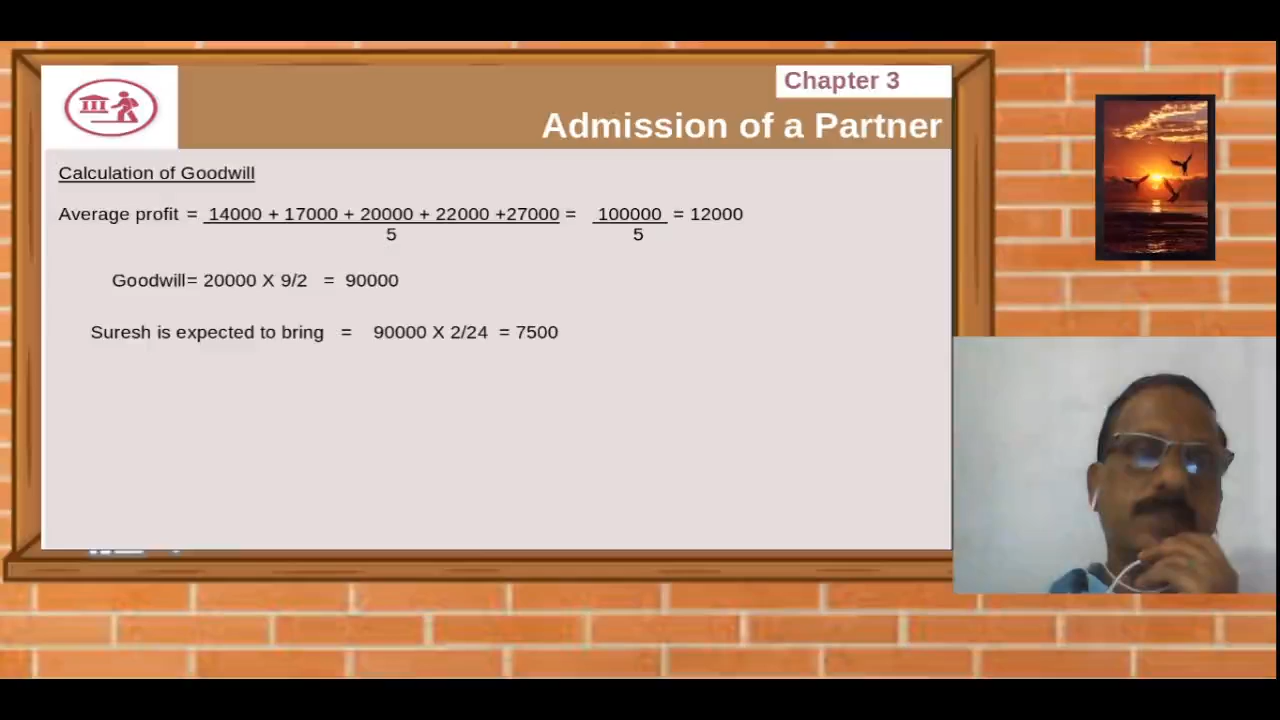 Chapter 3
Admission of a Partner
Calculation of Goodwill
Average profit = 14000 + 17000 + 20000 + 22000 +27000 = 100000 = 12000
5 5
Goodwill= 20000 X 9/2 = 90000
Suresh is expected to bring = 90000 X 2/24 = 7500